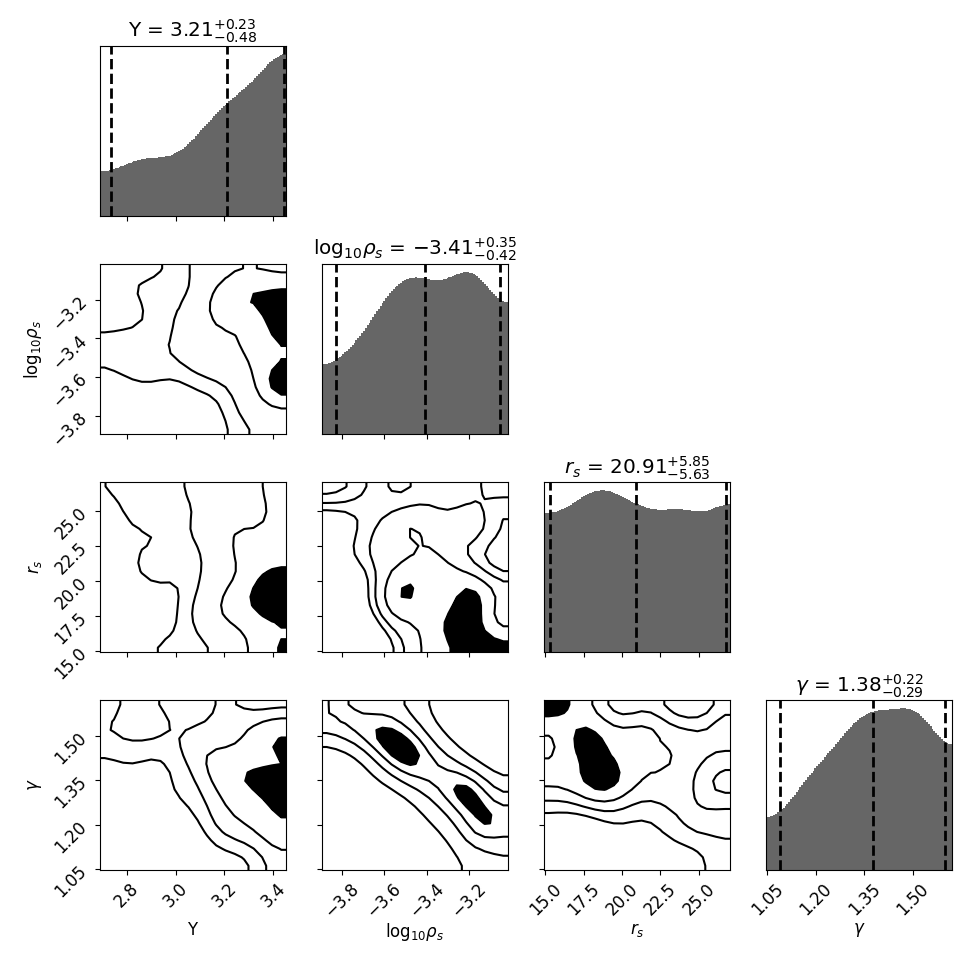 Y = 3.21^{+0.23}_{−0.48}
log₁₀ρₛ = −3.41^{+0.35}_{−0.42}
log₁₀ρₛ
−3.2
−3.4
−3.6
−3.8
rₛ = 20.91^{+5.85}_{−5.63}
rₛ
25.0
22.5
20.0
17.5
15.0
γ = 1.38^{+0.22}_{−0.29}
γ
1.50
1.35
1.20
1.05
2.8 3.0 3.2 3.4
−3.8 −3.6 −3.4 −3.2
15.0 17.5 20.0 22.5 25.0
1.05 1.20 1.35 1.50
Y log₁₀ρₛ rₛ γ